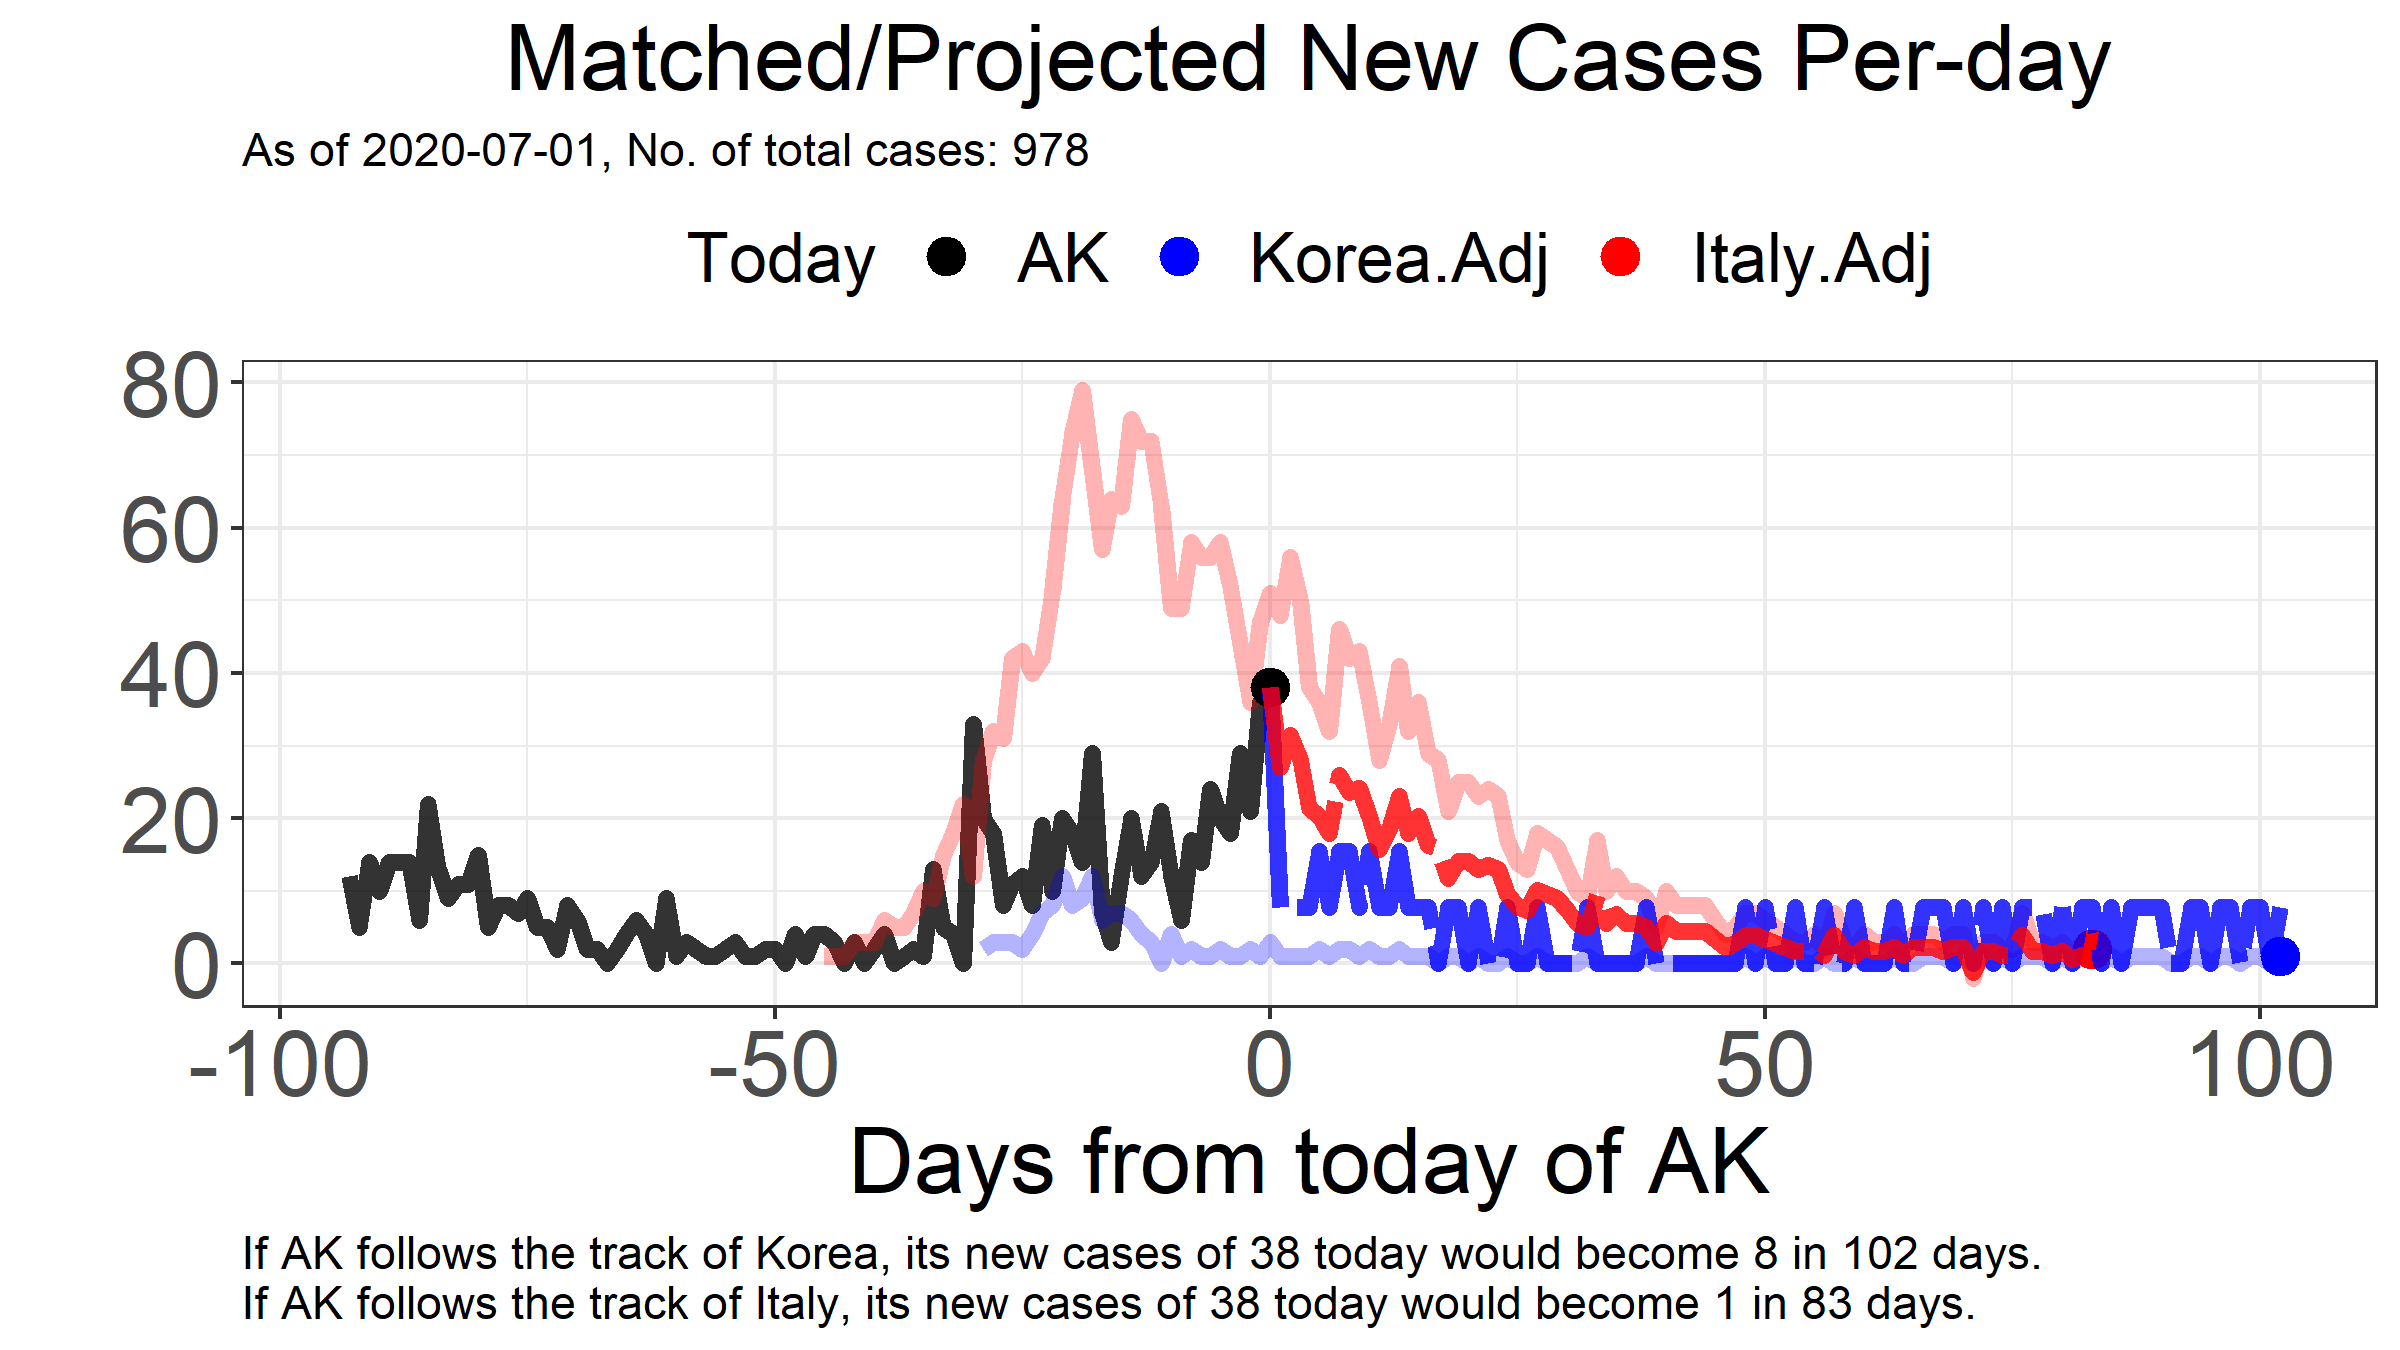 Matched/Projected New Cases Per-day
As of 2020-07-01, No. of total cases: 978
Today AK Korea.Adj Italy.Adj
80
60
40
20
0
-100 -50 0 50 100
Days from today of AK
If AK follows the track of Korea, its new cases of 38 today would become 8 in 102 days.
If AK follows the track of Italy, its new cases of 38 today would become 1 in 83 days.